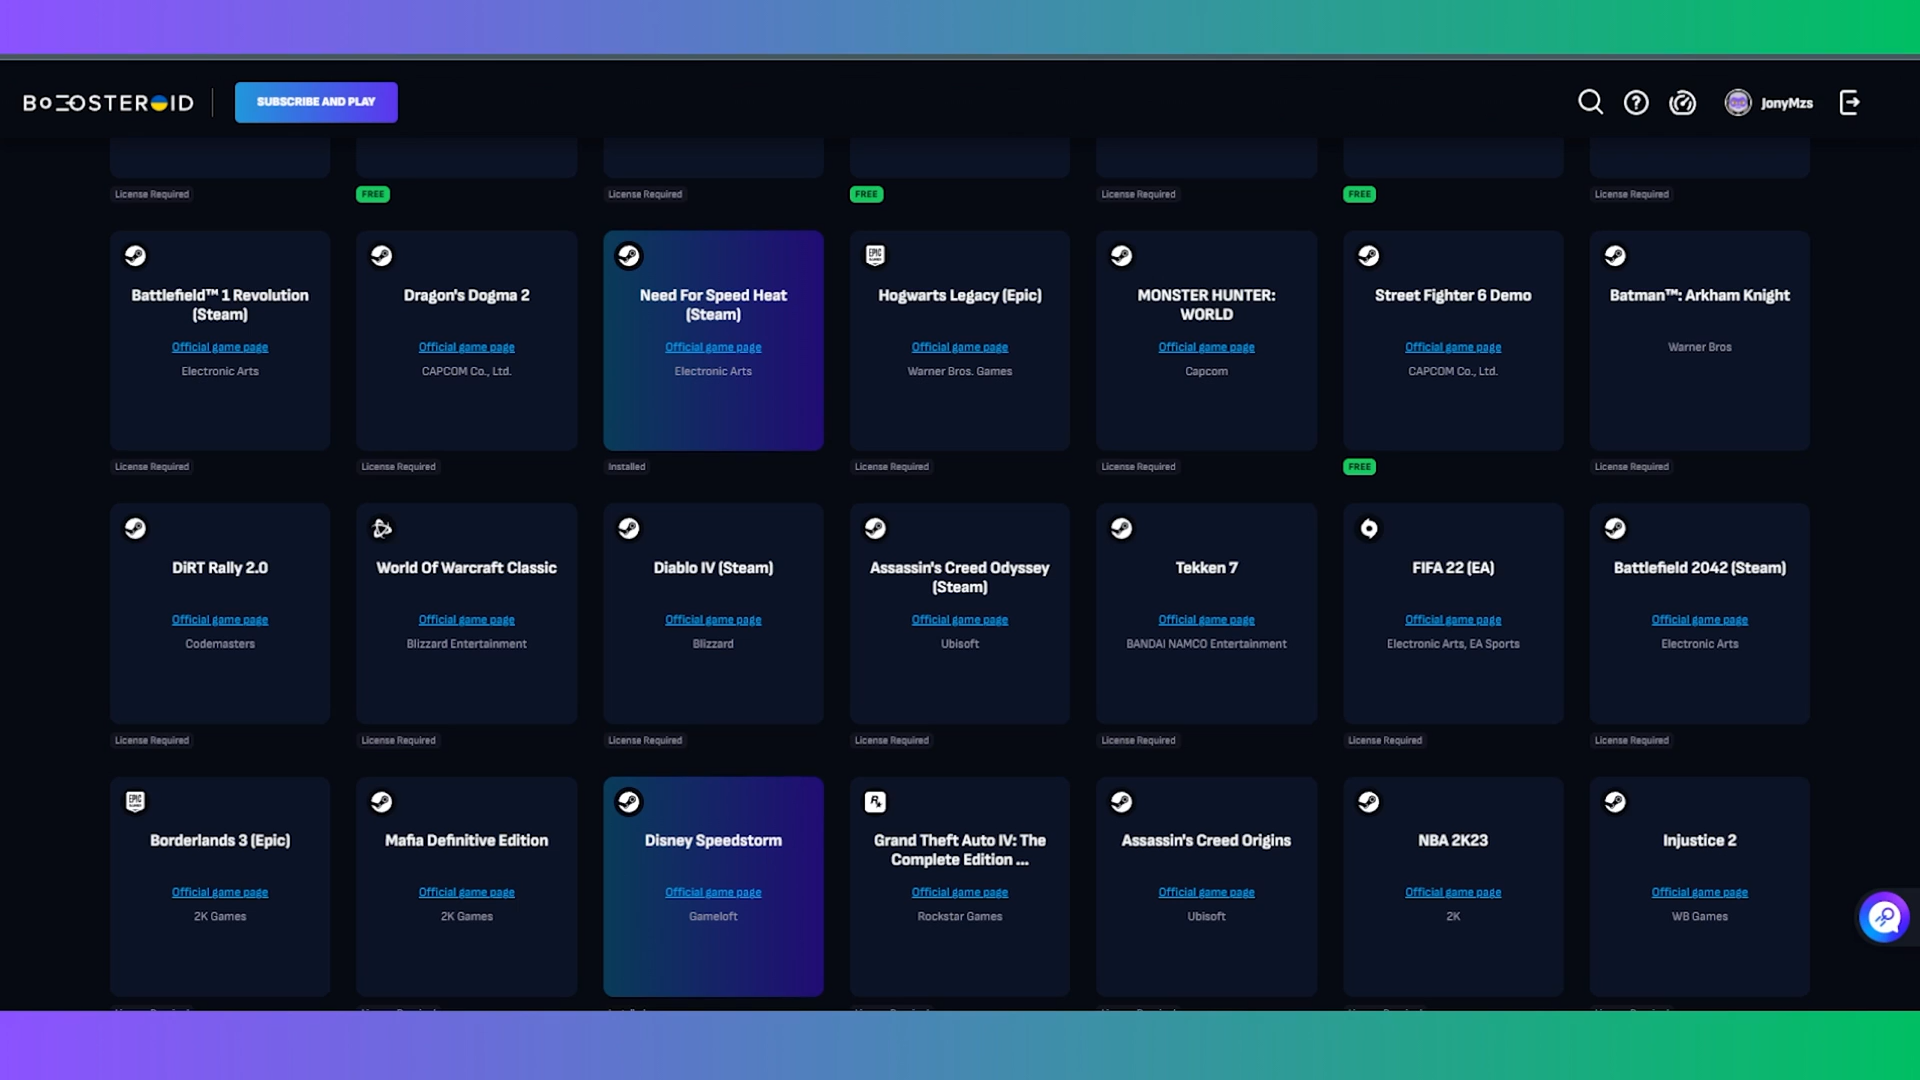 BOOSTEROID
SUBSCRIBE AND PLAY
JonyMzs
License Required
FREE
License Required
FREE
License Required
FREE
License Required
Battlefield™ 1 Revolution
(Steam)
Official game page
Electronic Arts
License Required
Dragon's Dogma 2
Official game page
CAPCOM Co., Ltd.
License Required
Need For Speed Heat
(Steam)
Official game page
Electronic Arts
Installed
EPIC
GAMES
Hogwarts Legacy (Epic)
Official game page
Warner Bros. Games
License Required
MONSTER HUNTER:
WORLD
Official game page
Capcom
License Required
Street Fighter 6 Demo
Official game page
CAPCOM Co., Ltd.
FREE
Batman™: Arkham Knight
Warner Bros
License Required
DiRT Rally 2.0
Official game page
Codemasters
License Required
World Of Warcraft Classic
Official game page
Blizzard Entertainment
License Required
Diablo IV (Steam)
Official game page
Blizzard
License Required
Assassin's Creed Odyssey
(Steam)
Official game page
Ubisoft
License Required
Tekken 7
Official game page
BANDAI NAMCO Entertainment
License Required
FIFA 22 (EA)
Official game page
Electronic Arts, EA Sports
License Required
Battlefield 2042 (Steam)
Official game page
Electronic Arts
License Required
EPIC
GAMES
Borderlands 3 (Epic)
Official game page
2K Games
Mafia Definitive Edition
Official game page
2K Games
Disney Speedstorm
Official game page
Gameloft
R
Grand Theft Auto IV: The
Complete Edition ...
Official game page
Rockstar Games
Assassin's Creed Origins
Official game page
Ubisoft
NBA 2K23
Official game page
2K
Injustice 2
Official game page
WB Games